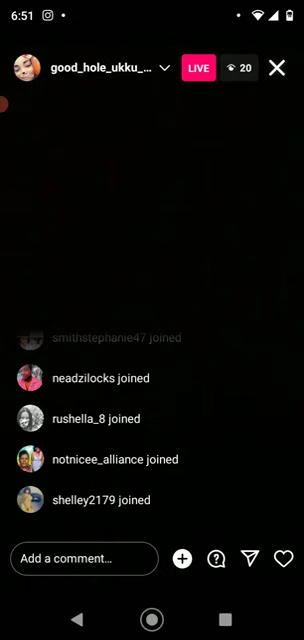 6:51
good_hole_ukku_...
LIVE
20
smithstephanie47 joined
neadzilocks joined
rushella_8 joined
notnicee_alliance joined
shelley2179 joined
Add a comment...